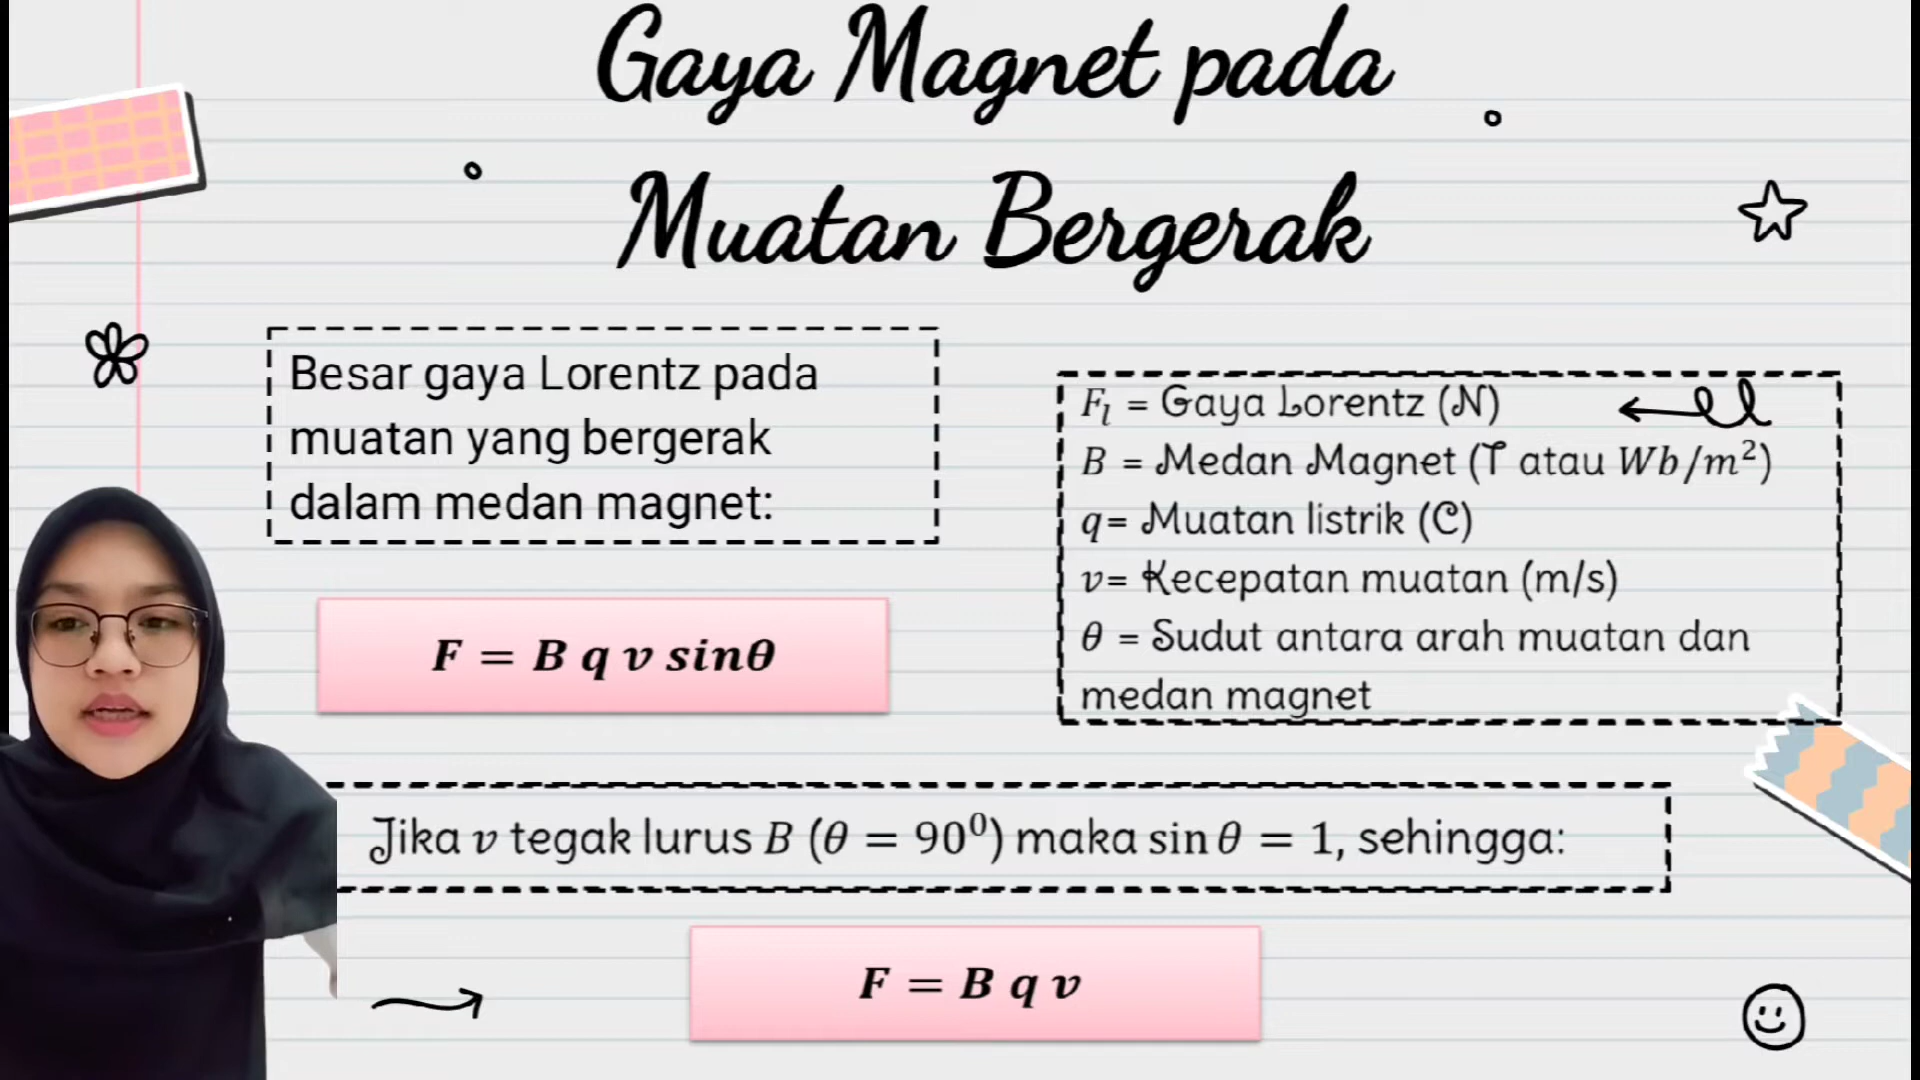 Gaya Magnet pada
Muatan Bergerak
Besar gaya Lorentz pada
muatan yang bergerak
dalam medan magnet:
F = B q v sinθ
F_l = Gaya Lorentz (N)
B = Medan Magnet (T atau Wb/m²)
q= Muatan listrik (C)
v= Kecepatan muatan (m/s)
θ = Sudut antara arah muatan dan
medan magnet
Jika v tegak lurus B (θ = 90⁰) maka sin θ = 1, sehingga:
F = B q v